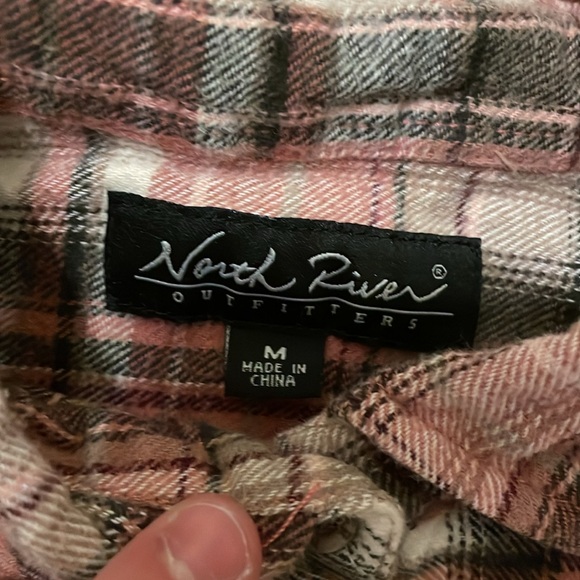 North River®
OUTFITTERS
M
MADE IN
CHINA